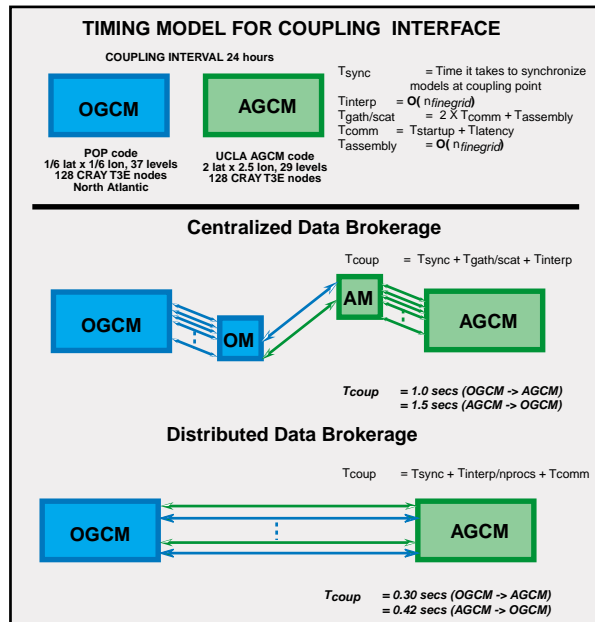 TIMING MODEL FOR COUPLING INTERFACE
COUPLING INTERVAL 24 hours
OGCM
AGCM
POP code
1/6 lat x 1/6 lon, 37 levels
128 CRAY T3E nodes
North Atlantic
UCLA AGCM code
2 lat x 2.5 lon, 29 levels
128 CRAY T3E nodes
Tsync = Time it takes to synchronize
models at coupling point
Tinterp = O( nfinegrid)
Tgath/scat = 2 X Tcomm + Tassembly
Tcomm = Tstartup + Tlatency
Tassembly = O( nfinegrid)
Centralized Data Brokerage
Tcoup = Tsync + Tgath/scat + Tinterp
OGCM
OM
AM
AGCM
Tcoup = 1.0 secs (OGCM -> AGCM)
= 1.5 secs (AGCM -> OGCM)
Distributed Data Brokerage
Tcoup = Tsync + Tinterp/nprocs + Tcomm
OGCM
AGCM
Tcoup = 0.30 secs (OGCM -> AGCM)
= 0.42 secs (AGCM -> OGCM)